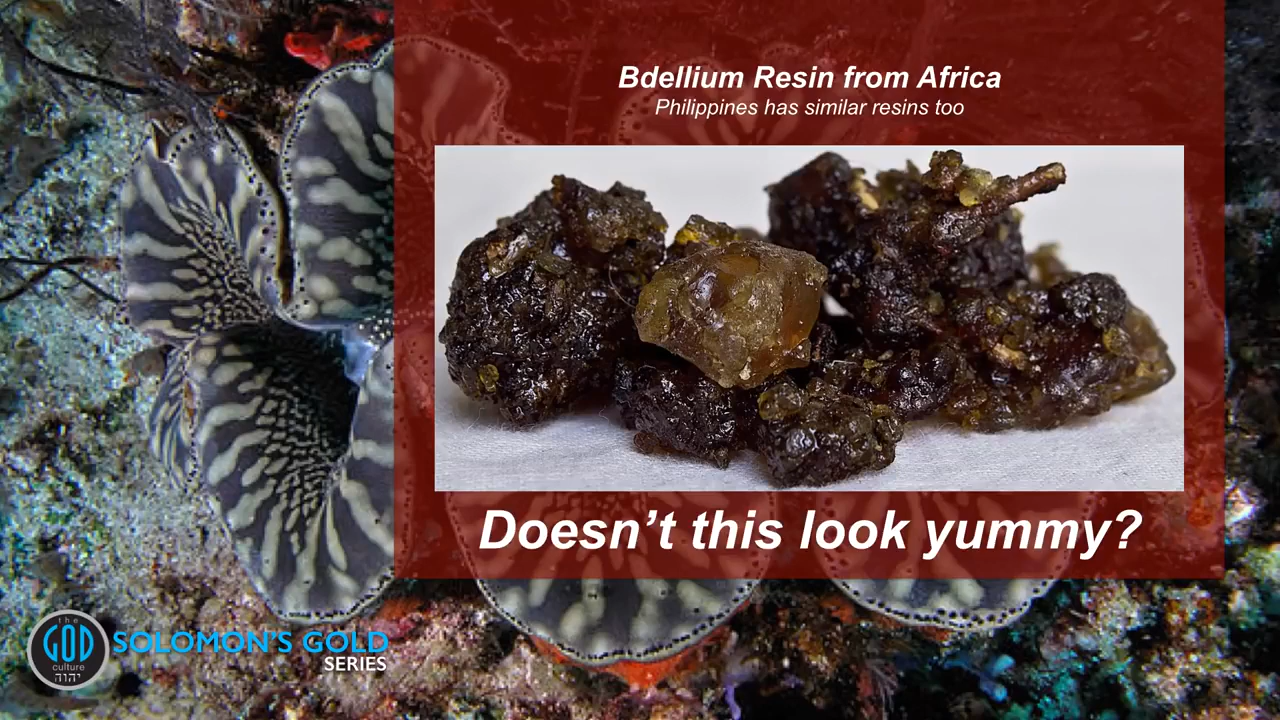 Bdellium Resin from Africa
Philippines has similar resins too
Doesn’t this look yummy?
the
GOD
culture
יהוה
SOLOMON'S GOLD
SERIES